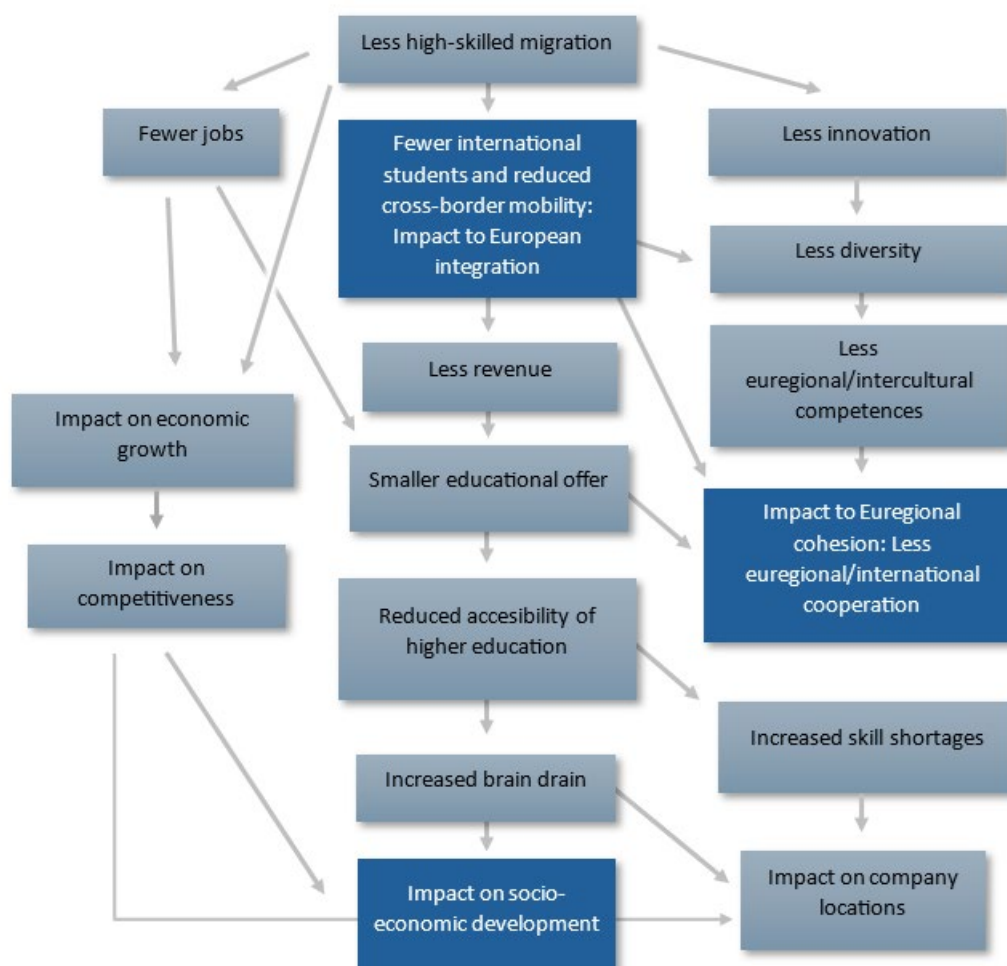 Less high-skilled migration
Fewer jobs
Fewer international
students and reduced
cross-border mobility:
Impact to European
integration
Less innovation
Less diversity
Less revenue
Less
euregional/intercultural
competences
Impact on economic
growth
Smaller educational offer
Impact to Euregional
cohesion: Less
euregional/international
cooperation
Impact on
competitiveness
Reduced accesibility of
higher education
Increased skill shortages
Increased brain drain
Impact on socio-
economic development
Impact on company
locations